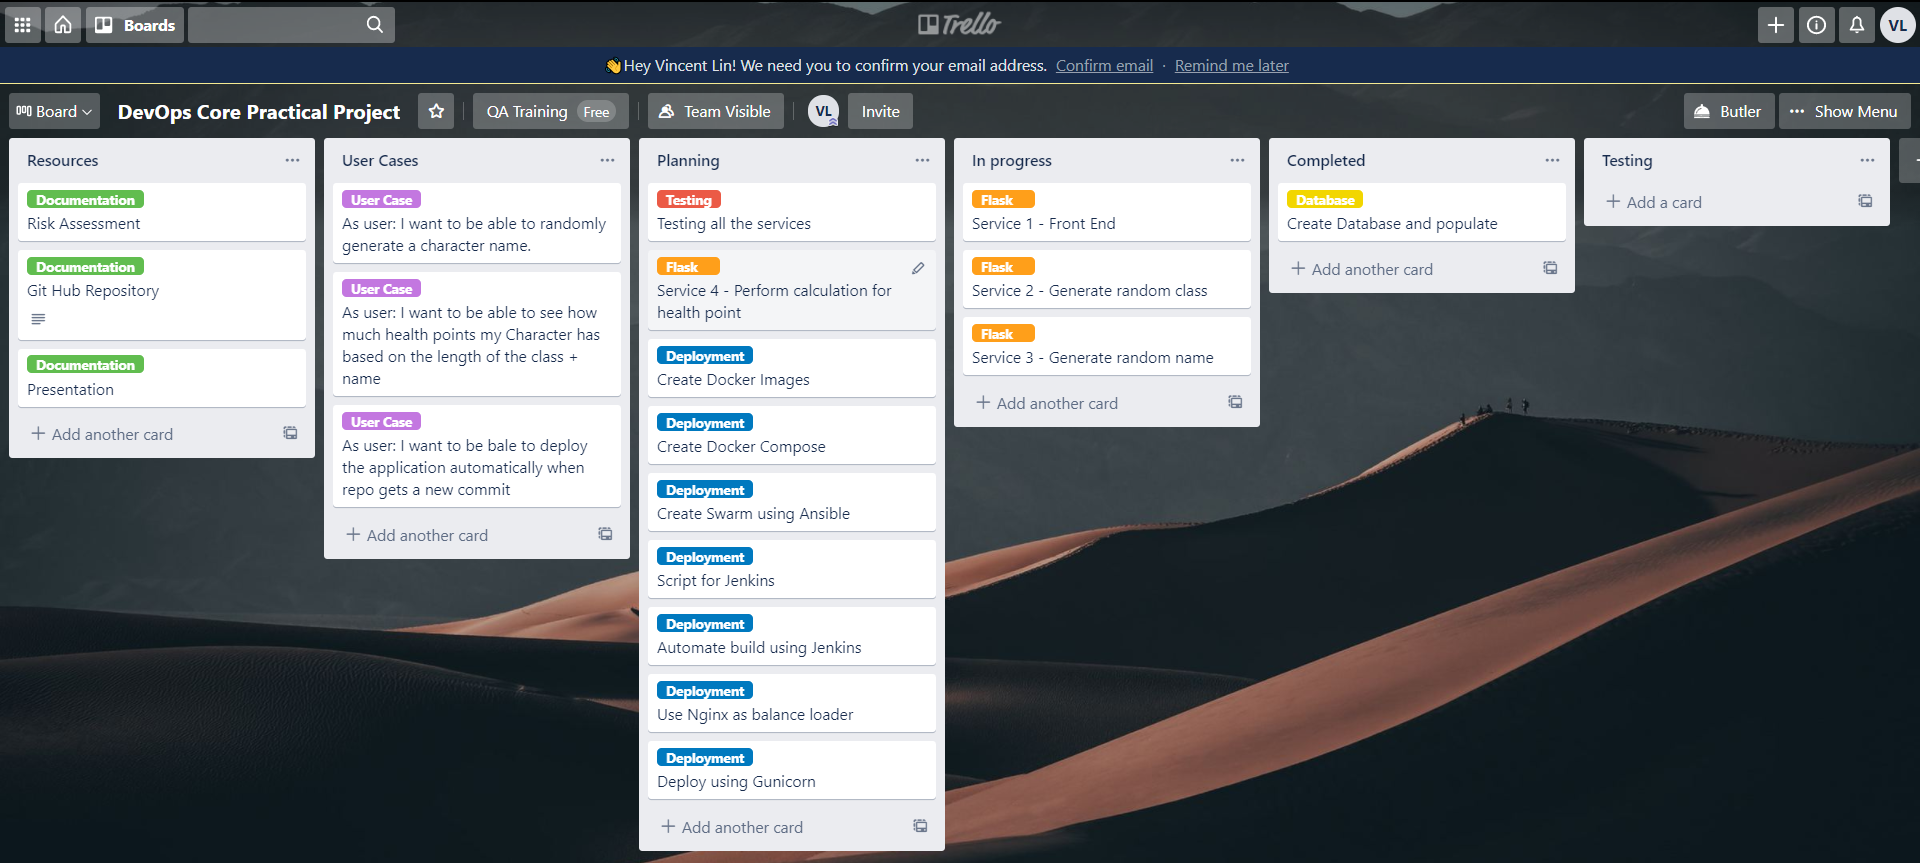 Boards
Trello
Hey Vincent Lin! We need you to confirm your email address. Confirm email · Remind me later
VL
Board
DevOps Core Practical Project
QA Training Free
Team Visible
VL
Invite
Butler
Show Menu
Resources
Documentation
Risk Assessment
Documentation
Git Hub Repository
Documentation
Presentation
Add another card
User Cases
User Case
As user: I want to be able to randomly
generate a character name.
User Case
As user: I want to be able to see how
much health points my Character has
based on the length of the class +
name
User Case
As user: I want to be bale to deploy
the application automatically when
repo gets a new commit
Add another card
Planning
Testing
Testing all the services
Flask
Service 4 - Perform calculation for
health point
Deployment
Create Docker Images
Deployment
Create Docker Compose
Deployment
Create Swarm using Ansible
Deployment
Script for Jenkins
Deployment
Automate build using Jenkins
Deployment
Use Nginx as balance loader
Deployment
Deploy using Gunicorn
Add another card
In progress
Flask
Service 1 - Front End
Flask
Service 2 - Generate random class
Flask
Service 3 - Generate random name
Add another card
Completed
Database
Create Database and populate
Add another card
Testing
Add a card